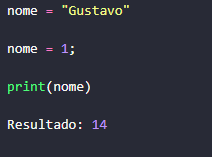 nome = "Gustavo"
nome = 1;
print(nome)
Resultado: 14